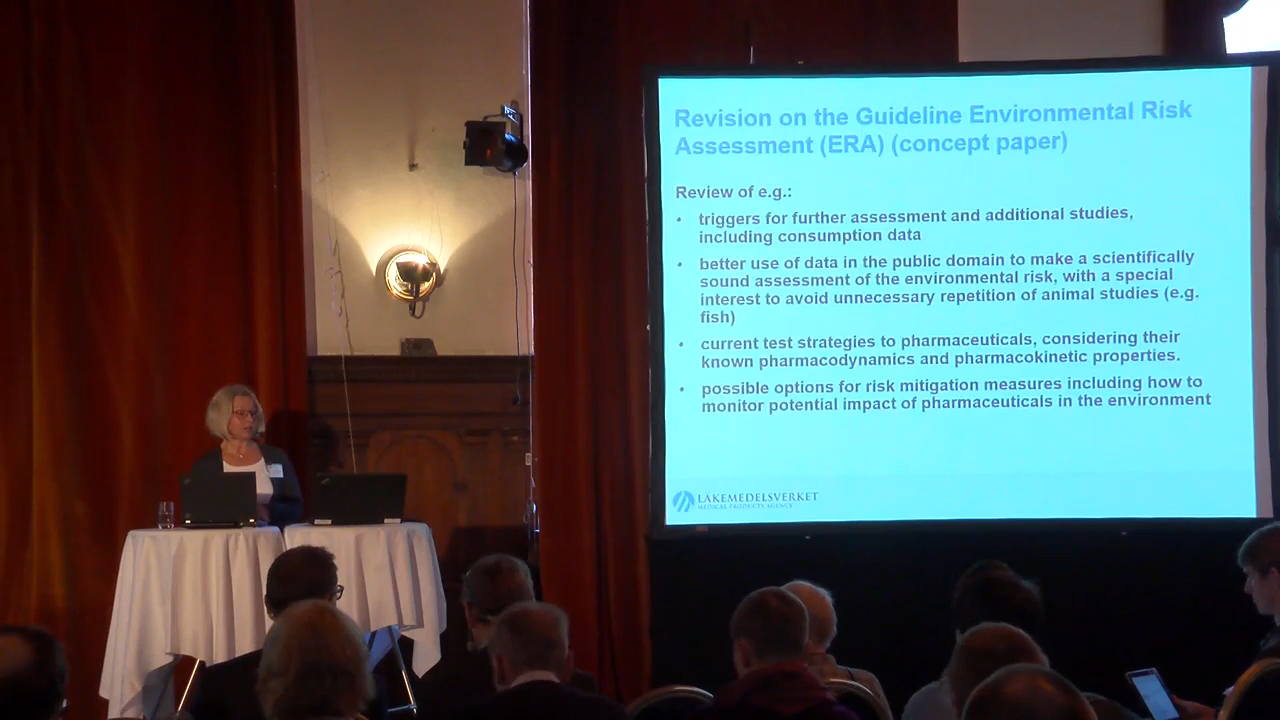 Revision on the Guideline Environmental Risk
Assessment (ERA) (concept paper)
Review of e.g.:
• triggers for further assessment and additional studies,
including consumption data
• better use of data in the public domain to make a scientifically
sound assessment of the environmental risk, with a special
interest to avoid unnecessary repetition of animal studies (e.g.
fish)
• current test strategies to pharmaceuticals, considering their
known pharmacodynamics and pharmacokinetic properties.
• possible options for risk mitigation measures including how to
monitor potential impact of pharmaceuticals in the environment
LÄKEMEDELSVERKET
MEDICAL PRODUCTS AGENCY